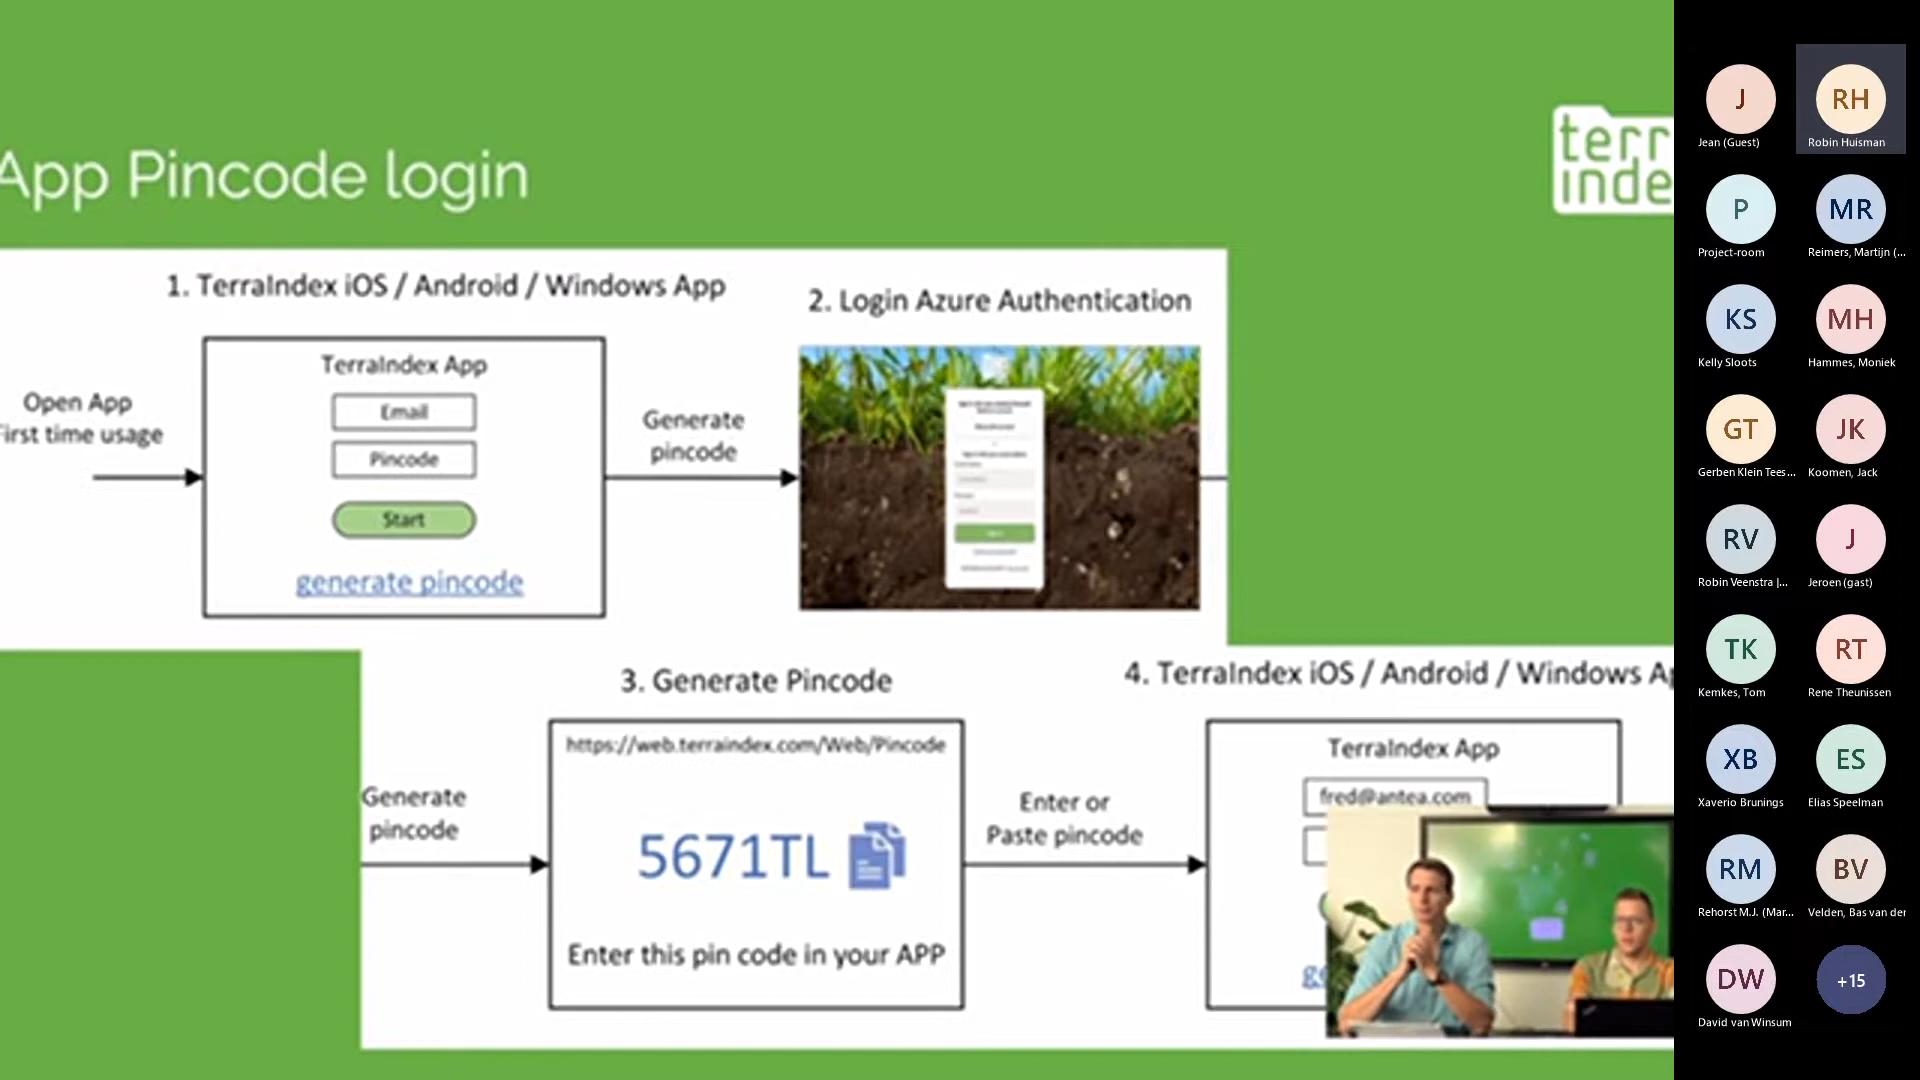 App Pincode login
terr
inde
1. TerraIndex iOS / Android / Windows App
2. Login Azure Authentication
Open App
First time usage
TerraIndex App
Email
Pincode
Start
generate pincode
Generate
pincode
3. Generate Pincode
4. TerraIndex iOS / Android / Windows Ap
Generate
pincode
https://web.terraindex.com/Web/Pincode
5671TL
Enter this pin code in your APP
Enter or
Paste pincode
TerraIndex App
fred@antea.com
ge
J
Jean (Guest)
RH
Robin Huisman
P
Project-room
MR
Reimers, Martijn (...
KS
Kelly Sloots
MH
Hammes, Moniek
GT
Gerben Klein Tees...
JK
Koomen, Jack
RV
Robin Veenstra |...
J
Jeroen (gast)
TK
Kemkes, Tom
RT
Rene Theunissen
XB
Xaverio Brunings
ES
Elias Speelman
RM
Rehorst M.J. (Mar...
BV
Velden, Bas van der
DW
David van Winsum
+15